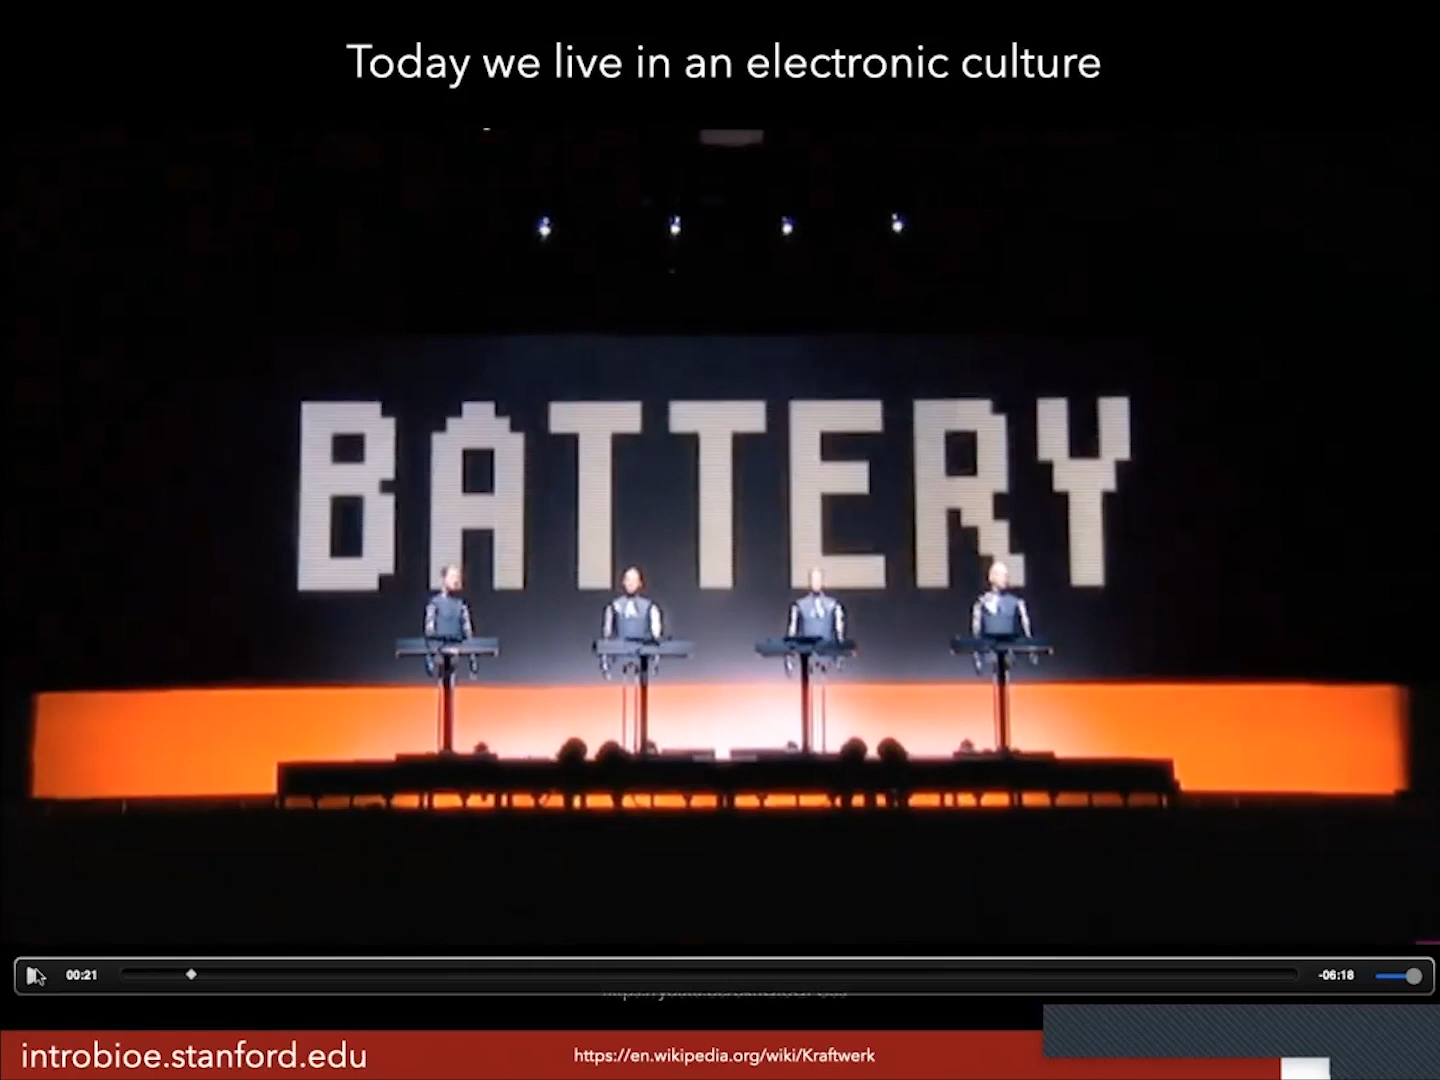 Today we live in an electronic culture
BATTERY
00:21
-06:18
introbioe.stanford.edu
https://en.wikipedia.org/wiki/Kraftwerk